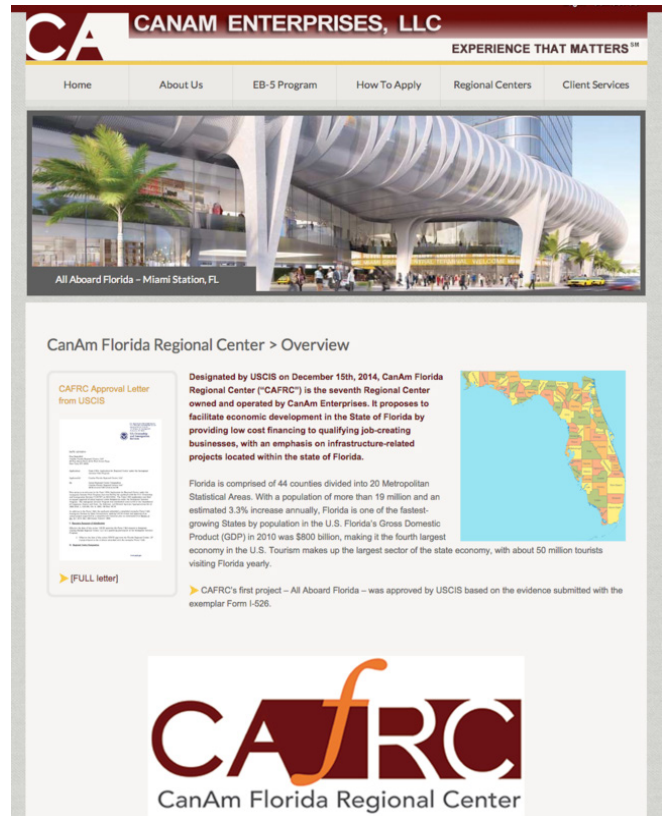 CA
CANAM ENTERPRISES, LLC
EXPERIENCE THAT MATTERS℠
Home
About Us
EB-5 Program
How To Apply
Regional Centers
Client Services
All Aboard Florida – Miami Station, FL
CanAm Florida Regional Center > Overview
CAFRC Approval Letter
from USCIS
[FULL letter]
Designated by USCIS on December 15th, 2014, CanAm Florida
Regional Center (“CAFRC”) is the seventh Regional Center
owned and operated by CanAm Enterprises. It proposes to
facilitate economic development in the State of Florida by
providing low cost financing to qualifying job-creating
businesses, with an emphasis on infrastructure-related
projects located within the state of Florida.
Florida is comprised of 44 counties divided into 20 Metropolitan
Statistical Areas. With a population of more than 19 million and an
estimated 3.3% increase annually, Florida is one of the fastest-
growing States by population in the U.S. Florida's Gross Domestic
Product (GDP) in 2010 was $800 billion, making it the fourth largest
economy in the U.S. Tourism makes up the largest sector of the state economy, with about 50 million tourists
visiting Florida yearly.
CAFRC's first project – All Aboard Florida – was approved by USCIS based on the evidence submitted with the
exemplar Form I-526.
CAfRC
CanAm Florida Regional Center